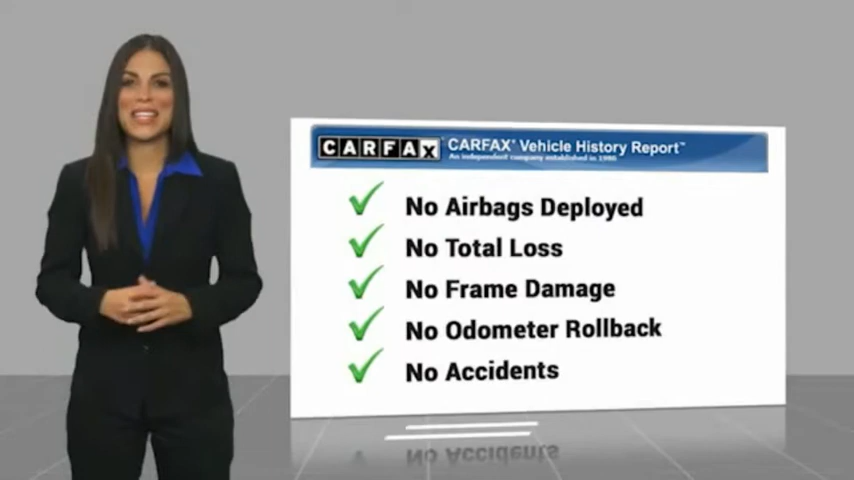 CARFAX
CARFAX® Vehicle History Report™
An independent company established in 1986
No Airbags Deployed
No Total Loss
No Frame Damage
No Odometer Rollback
No Accidents